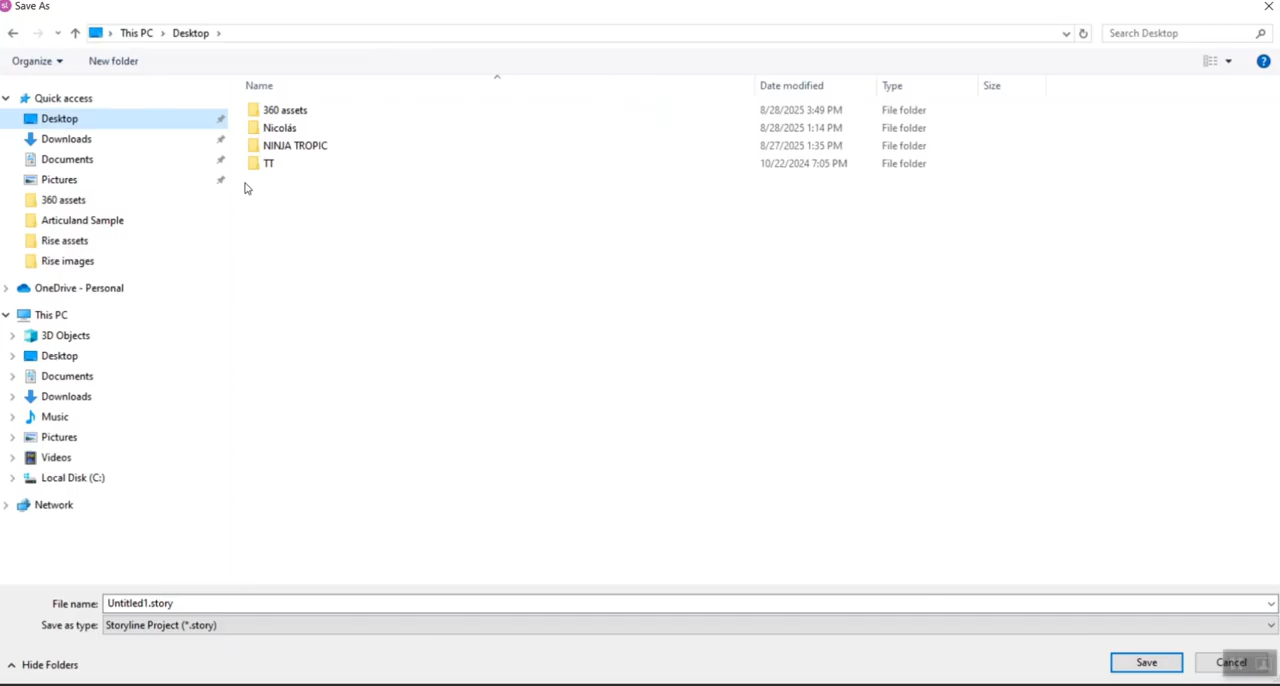 Save As
This PC Desktop
Search Desktop
Organize New folder
Name Date modified Type Size
Quick access
Desktop
Downloads
Documents
Pictures
360 assets
Articuland Sample
Rise assets
Rise images
OneDrive - Personal
This PC
3D Objects
Desktop
Documents
Downloads
Music
Pictures
Videos
Local Disk (C:)
Network
360 assets 8/28/2025 3:49 PM File folder
Nicolás 8/28/2025 1:14 PM File folder
NINJA TROPIC 8/27/2025 1:35 PM File folder
TT 10/22/2024 7:05 PM File folder
File name: Untitled1.story
Save as type: Storyline Project (*.story)
Hide Folders
Save
Cancel